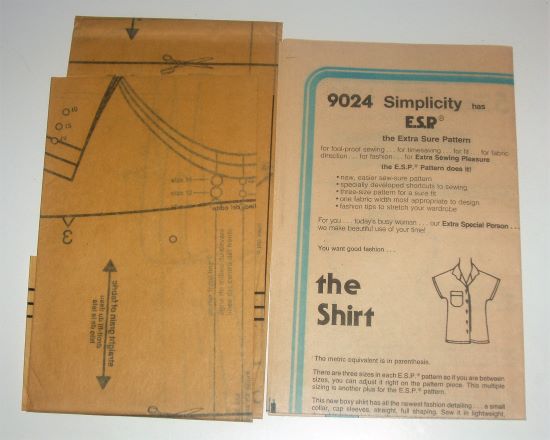 9024 Simplicity has
E.S.P.®
the Extra Sure Pattern
for fool-proof sewing . . . for timesaving . . . for fit . . . for fabric
direction . . . for fashion . . . for Extra Sewing Pleasure
the E.S.P.® Pattern does it!
• new, easier sew-sure pattern
• specially developed shortcuts to sewing
• three-size pattern for a sure fit
• one fabric width most appropriate to design
• fashion tips to stretch your wardrobe
For you . . . today's busy woman . . . our Extra Special Person . . .
we make beautiful use of your time!
You want good fashion . . .
the
Shirt
The metric equivalent is in parenthesis.
There are three sizes in each E.S.P.® pattern so if you are between
sizes, you can adjust it right on the pattern piece. This multiple
sizing is another plus for the E.S.P.® Pattern.
This new boxy shirt has all the newest fashion detailing . . . a small
collar, cap sleeves, straight, full shaping. Sew it in lightweight,
10
12
size 14
size 12
3
straight of grain